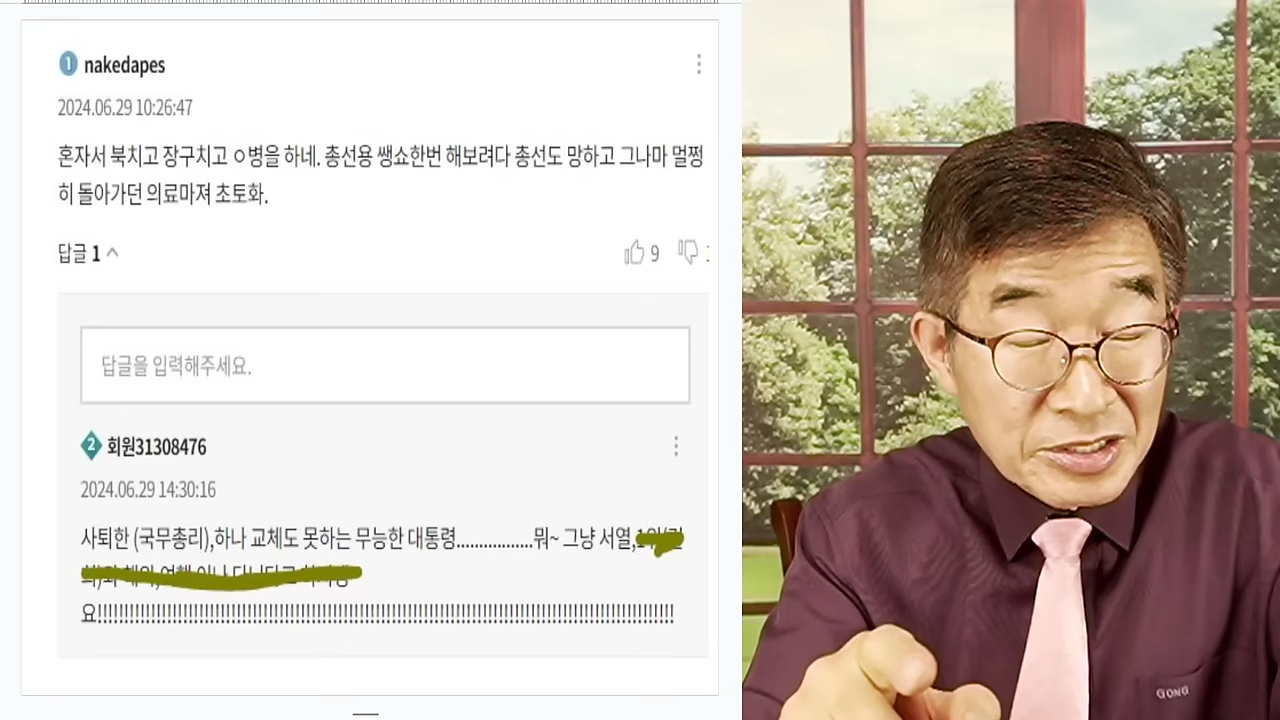 1 nakedapes
2024.06.29 10:26:47
혼자서 북치고 장구치고 ㅇ병을 하네. 총선용 쌩쇼한번 해보려다 총선도 망하고 그나마 멀쩡
히 돌아가던 의료마져 초토화.
답글 1
9
답글을 입력해주세요.
2 회원31308476
2024.06.29 14:30:16
사퇴한 (국무총리),하나 교체도 못하는 무능한 대통령.................뭐~ 그냥 서열,
요!!!!!!!!!!!!!!!!!!!!!!!!!!!!!!!!!!!!!!!!!!!!!!!!!!!!!!!!!!!!!!!!!!!!!!!!!!!!!!!!!!!!!!!!!!!!!!!!!!!!!!!!
GONG